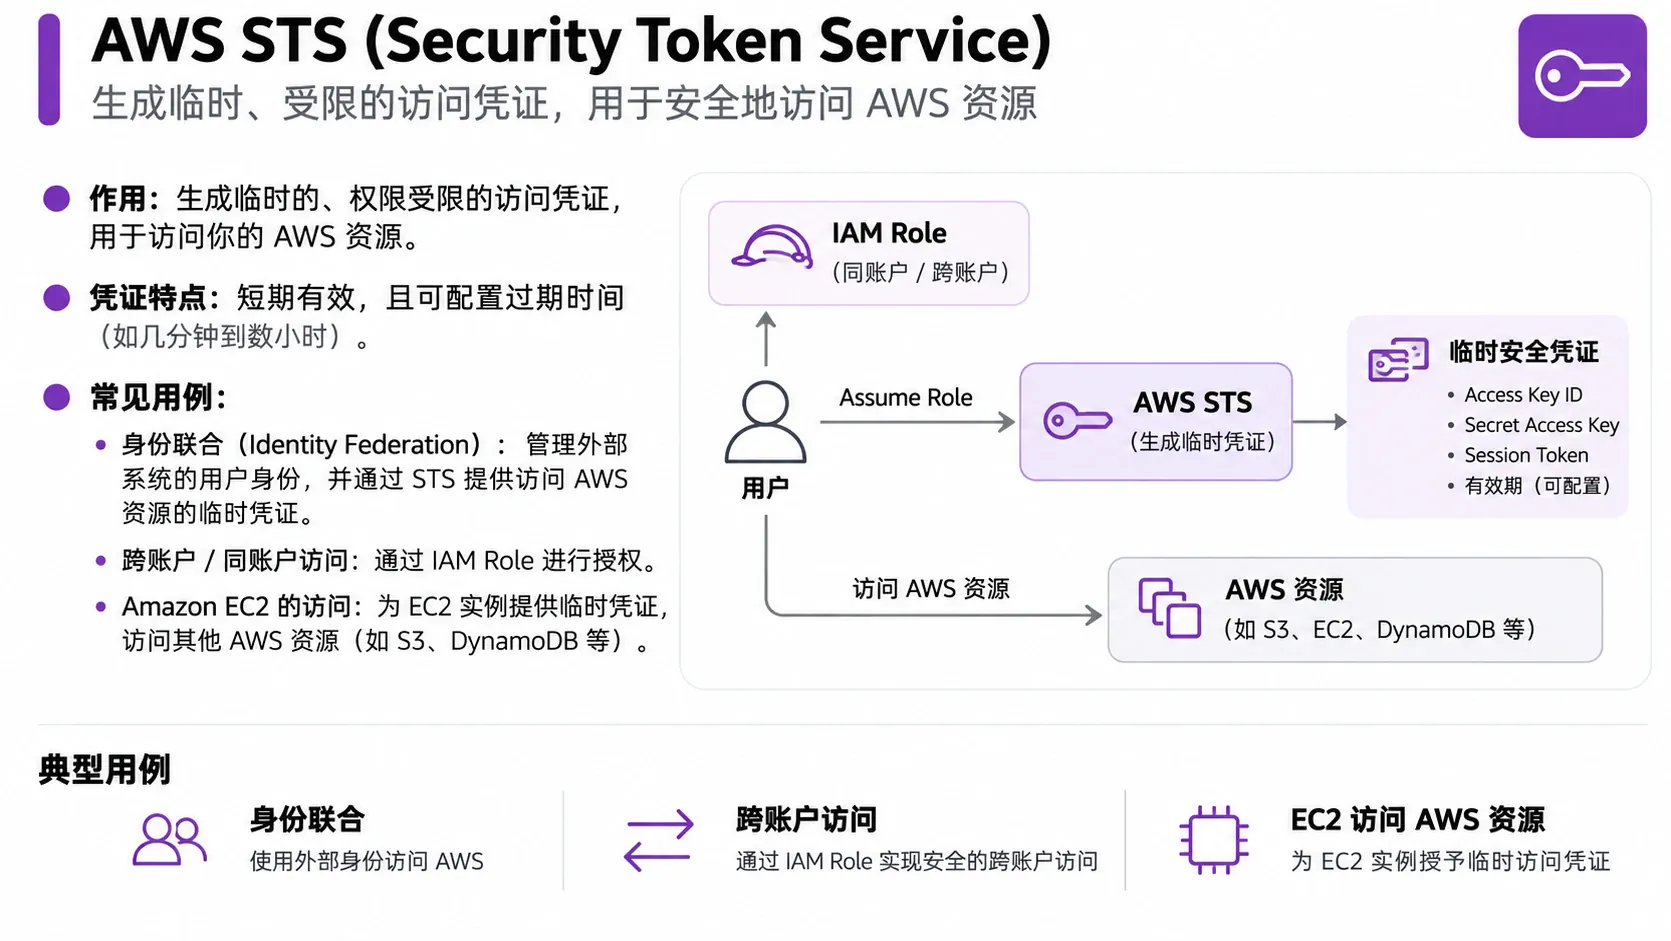 AWS STS (Security Token Service)
生成临时、受限的访问凭证，用于安全地访问 AWS 资源
作用：生成临时的、权限受限的访问凭证，
用于访问你的 AWS 资源。
凭证特点：短期有效，且可配置过期时间
（如几分钟到数小时）。
常见用例：
身份联合（Identity Federation）：管理外部
系统的用户身份，并通过 STS 提供访问 AWS
资源的临时凭证。
跨账户 / 同账户访问：通过 IAM Role 进行授权。
Amazon EC2 的访问：为 EC2 实例提供临时凭证，
访问其他 AWS 资源（如 S3、DynamoDB 等）。
IAM Role
（同账户 / 跨账户）
用户
Assume Role
AWS STS
（生成临时凭证）
临时安全凭证
• Access Key ID
• Secret Access Key
• Session Token
• 有效期（可配置）
访问 AWS 资源
AWS 资源
（如 S3、EC2、DynamoDB 等）
典型用例
身份联合
使用外部身份访问 AWS
跨账户访问
通过 IAM Role 实现安全的跨账户访问
EC2 访问 AWS 资源
为 EC2 实例授予临时访问凭证